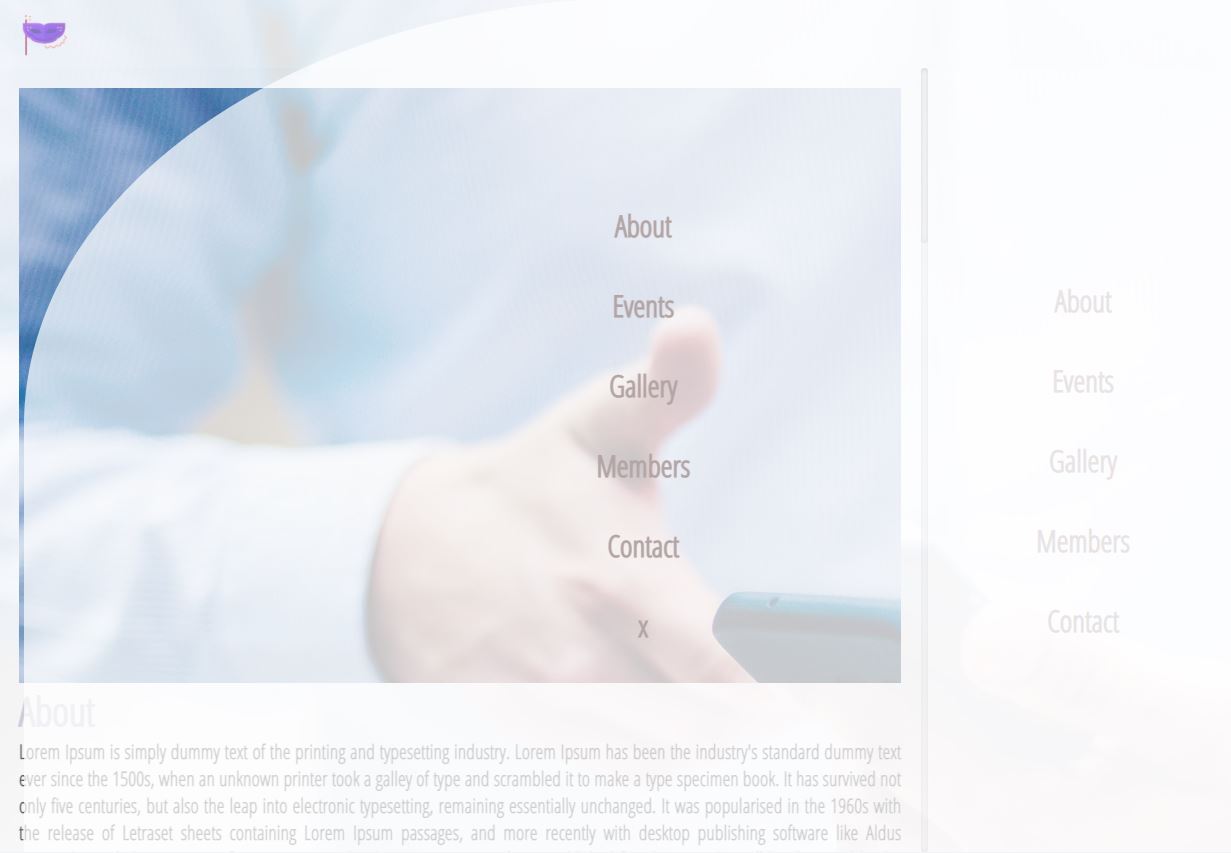 About
Events
Gallery
Members
Contact
x
About
Events
Gallery
Members
Contact
About
Lorem Ipsum is simply dummy text of the printing and typesetting industry. Lorem Ipsum has been the industry's standard dummy text
ever since the 1500s, when an unknown printer took a galley of type and scrambled it to make a type specimen book. It has survived not
only five centuries, but also the leap into electronic typesetting, remaining essentially unchanged. It was popularised in the 1960s with
the release of Letraset sheets containing Lorem Ipsum passages, and more recently with desktop publishing software like Aldus